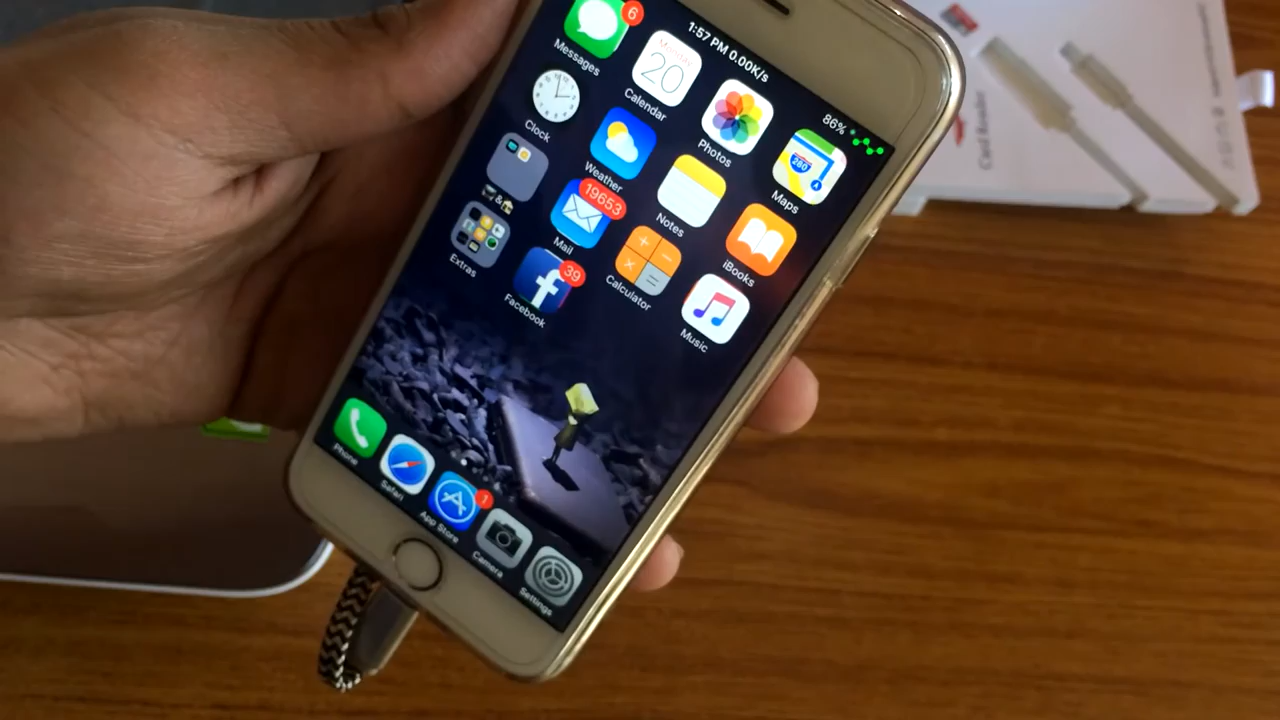 1:57 PM 0.00K/s
86%
6
Messages
Monday
20
Calendar
Photos
280
Maps
Clock
Weather
Notes
iBooks
19653
Mail
Calculator
Music
Extras
39
Facebook
Phone
Safari
1
App Store
Camera
Settings
Card Reader